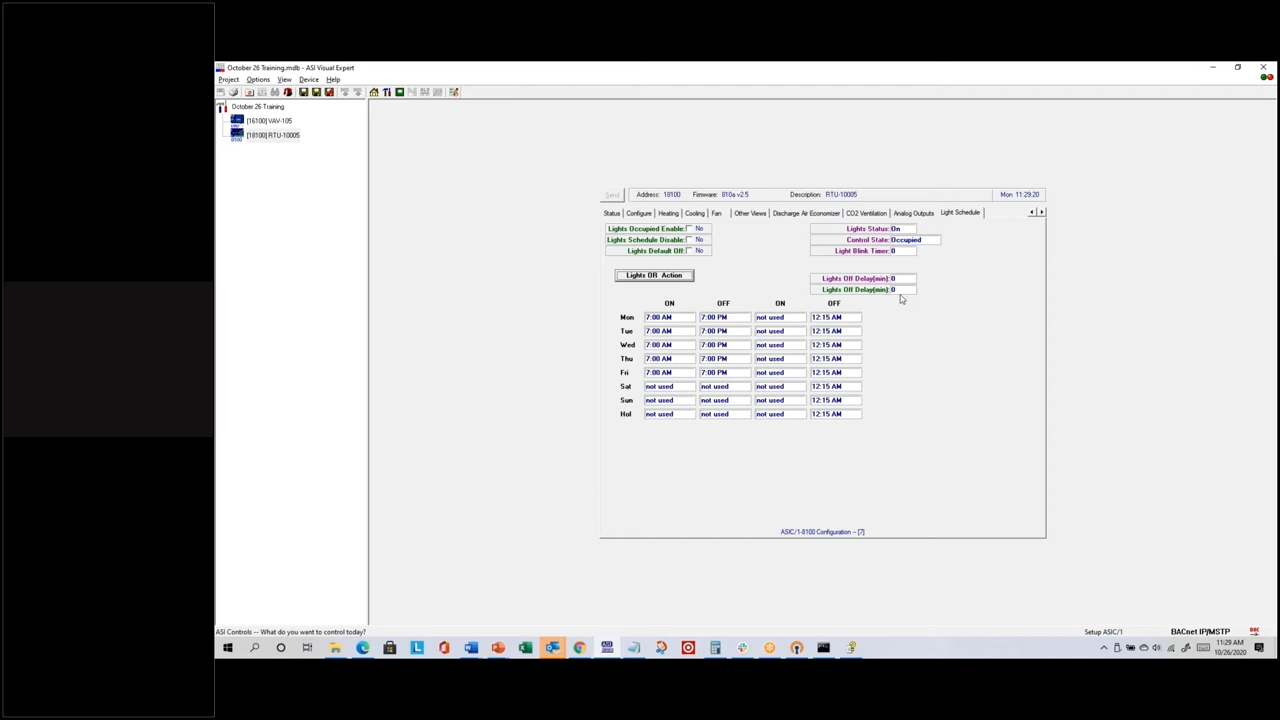 October 26 Training.mdb - ASI Visual Expert
Project Options View Device Help
October 26 Training
[16100] VAV-105
[18100] RTU-10005
8100
Send Address: 18100 Firmware: 810a v2.5 Description: RTU-10005 Mon 11:29:20
Status Configure Heating Cooling Fan Other Views Discharge Air Economizer CO2 Ventilation Analog Outputs Light Schedule
Lights Occupied Enable: No Lights Status: On
Lights Schedule Disable: No Control State: Occupied
Lights Default Off: No Light Blink Timer: 0
Lights OR Action Lights Off Delay(min): 0
Lights Off Delay(min): 0
ON OFF ON OFF
Mon 7:00 AM 7:00 PM not used 12:15 AM
Tue 7:00 AM 7:00 PM not used 12:15 AM
Wed 7:00 AM 7:00 PM not used 12:15 AM
Thu 7:00 AM 7:00 PM not used 12:15 AM
Fri 7:00 AM 7:00 PM not used 12:15 AM
Sat not used not used not used 12:15 AM
Sun not used not used not used 12:15 AM
Hol not used not used not used 12:15 AM
ASIC/1-8100 Configuration -- [7]
ASI Controls -- What do you want to control today? Setup ASIC/1 BACnet IP/MSTP
11:29 AM
10/26/2020